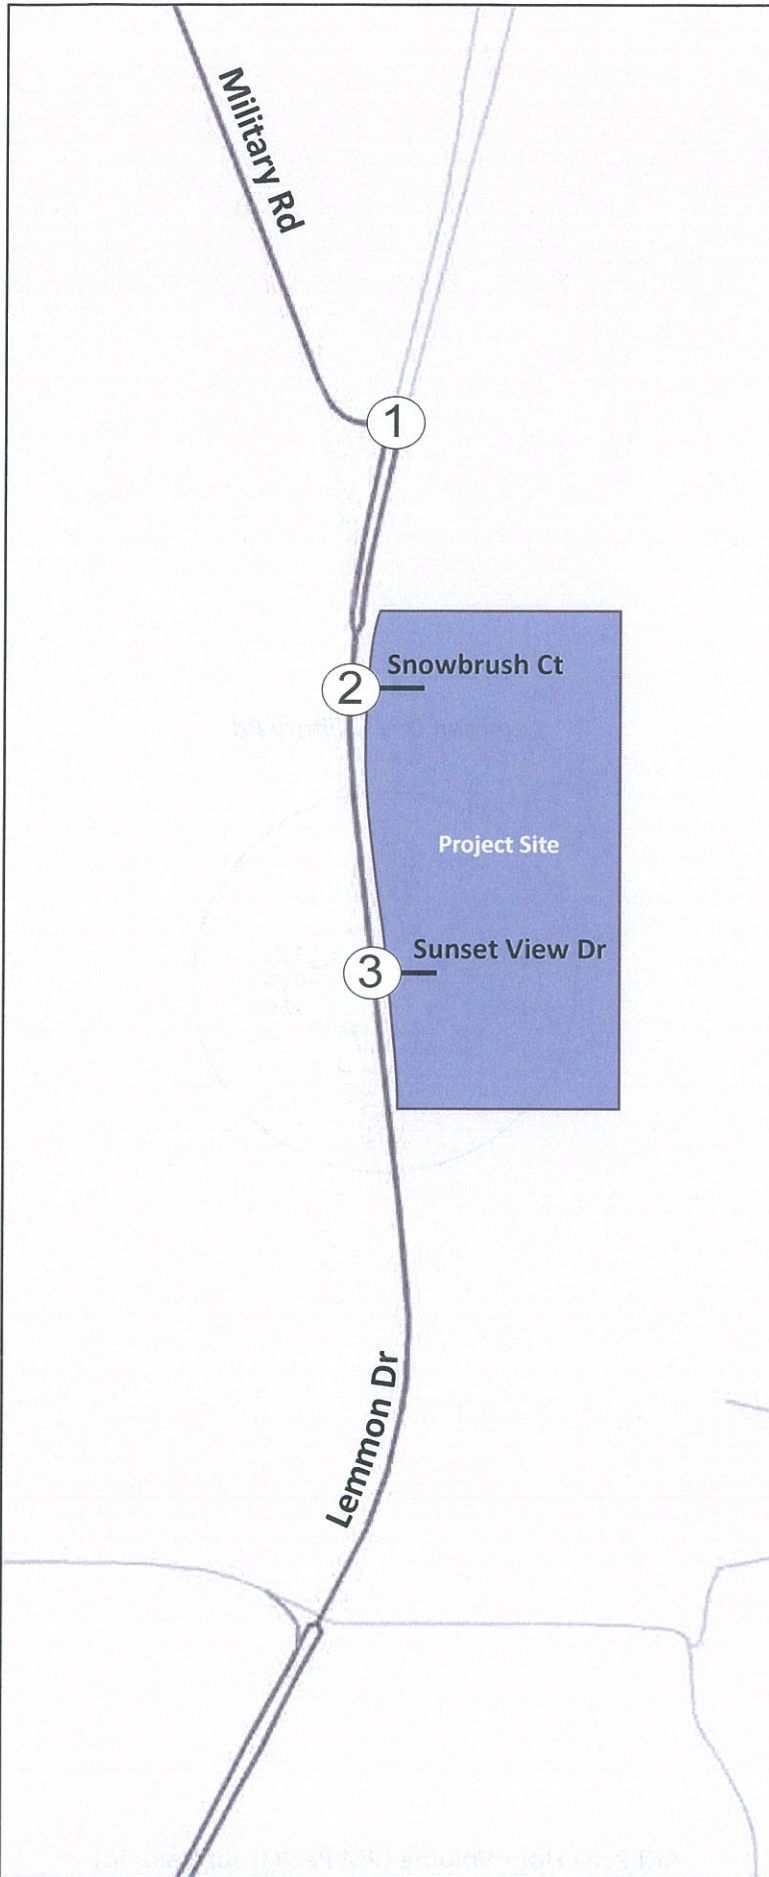 Military Rd
1
Snowbrush Ct
2
Project Site
Sunset View Dr
3
Lemmon Dr